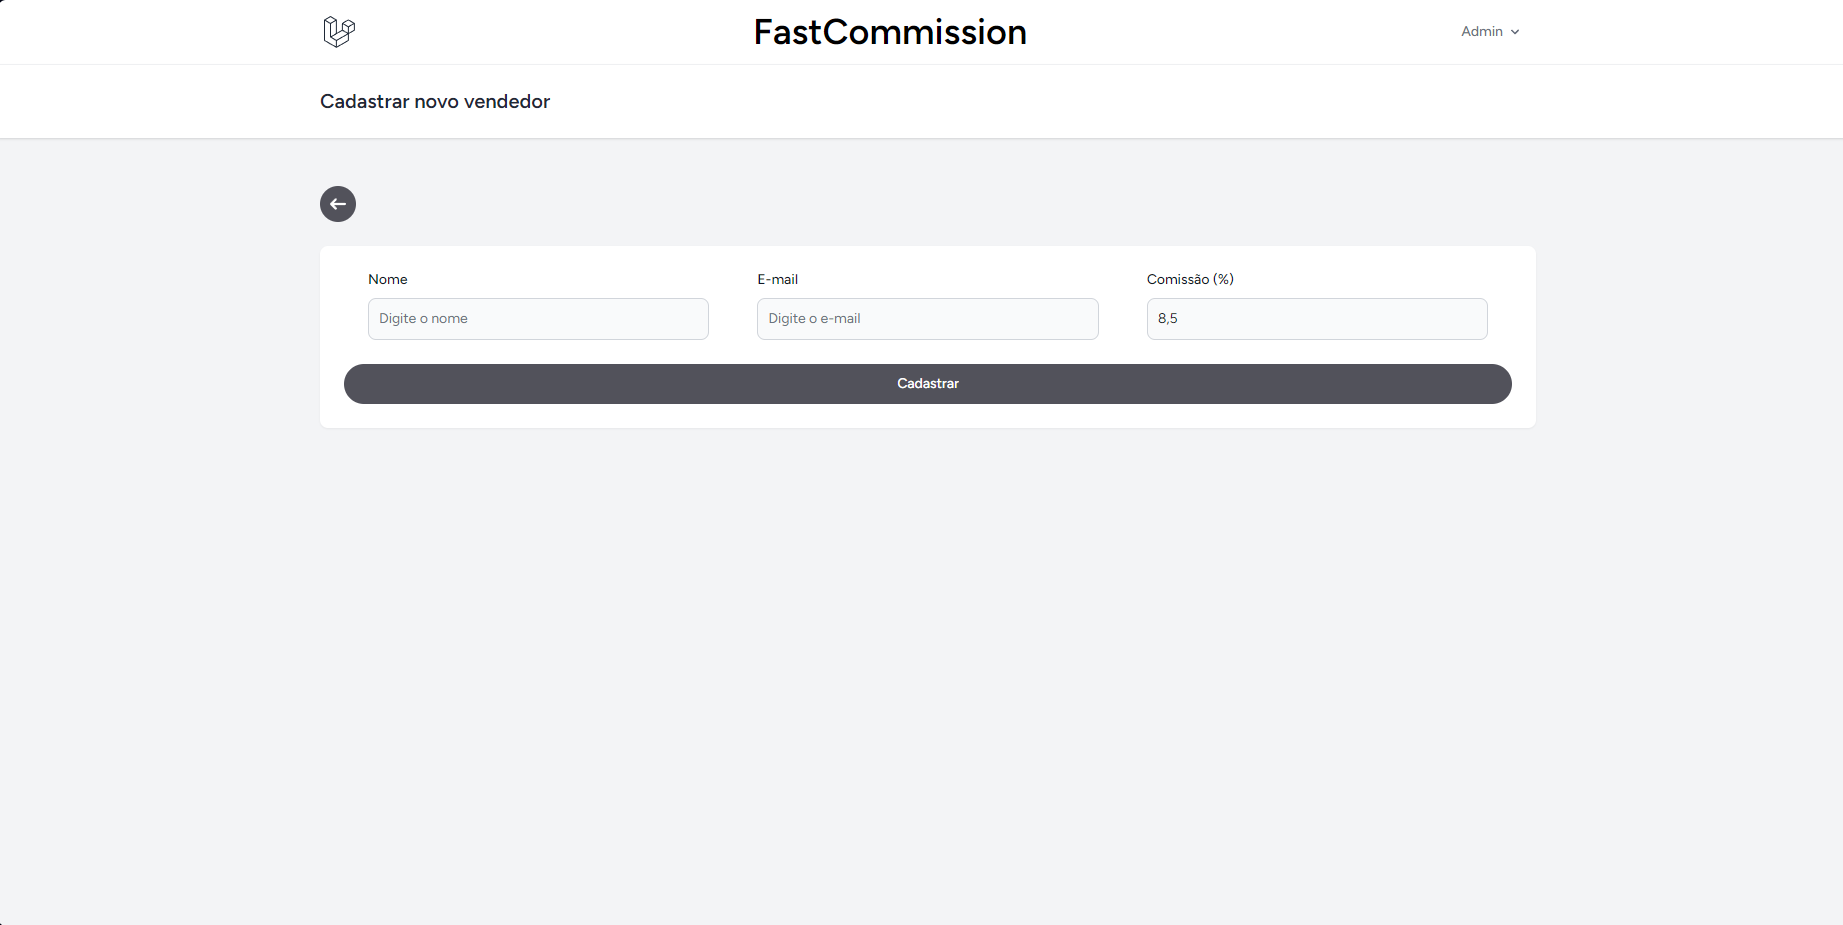 FastCommission
Admin
Cadastrar novo vendedor
Nome
E-mail
Comissão (%)
Digite o nome
Digite o e-mail
8,5
Cadastrar